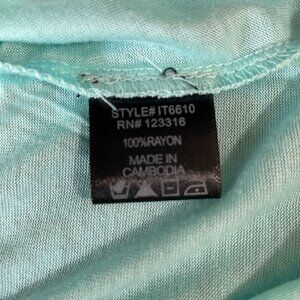 STYLE# IT6610
RN# 123316
100%RAYON
MADE IN
CAMBODIA